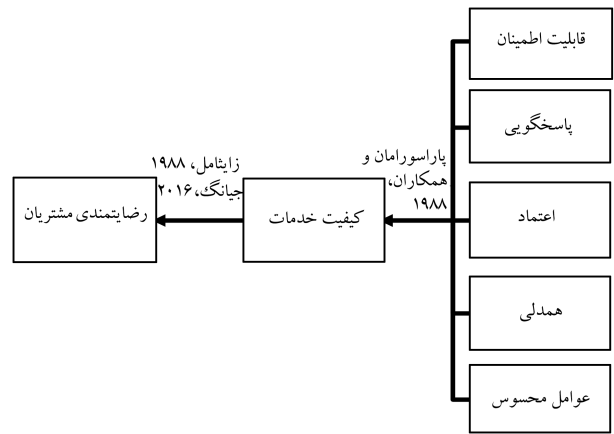 قابلیت اطمینان
پاسخگویی
اعتماد
همدلی
عوامل محسوس
پاراسورامان و
همکاران،
۱۹۸۸
کیفیت خدمات
زایثامل، ۱۹۸۸
جیانگ، ۲۰۱۶
رضایتمندی مشتریان